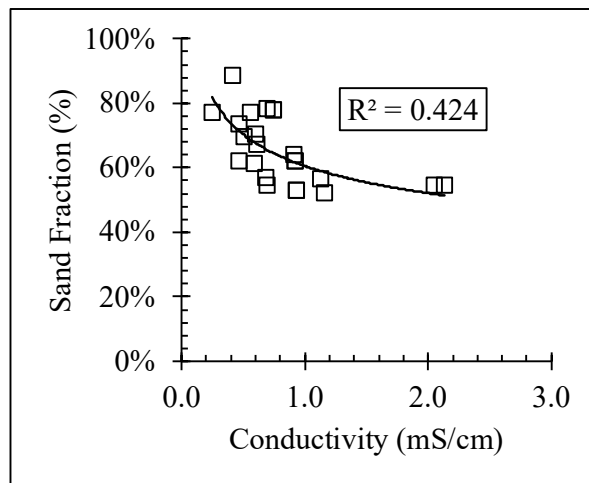 100%
80%
60%
40%
20%
0%
Sand Fraction (%)
R² = 0.424
0.0 1.0 2.0 3.0
Conductivity (mS/cm)